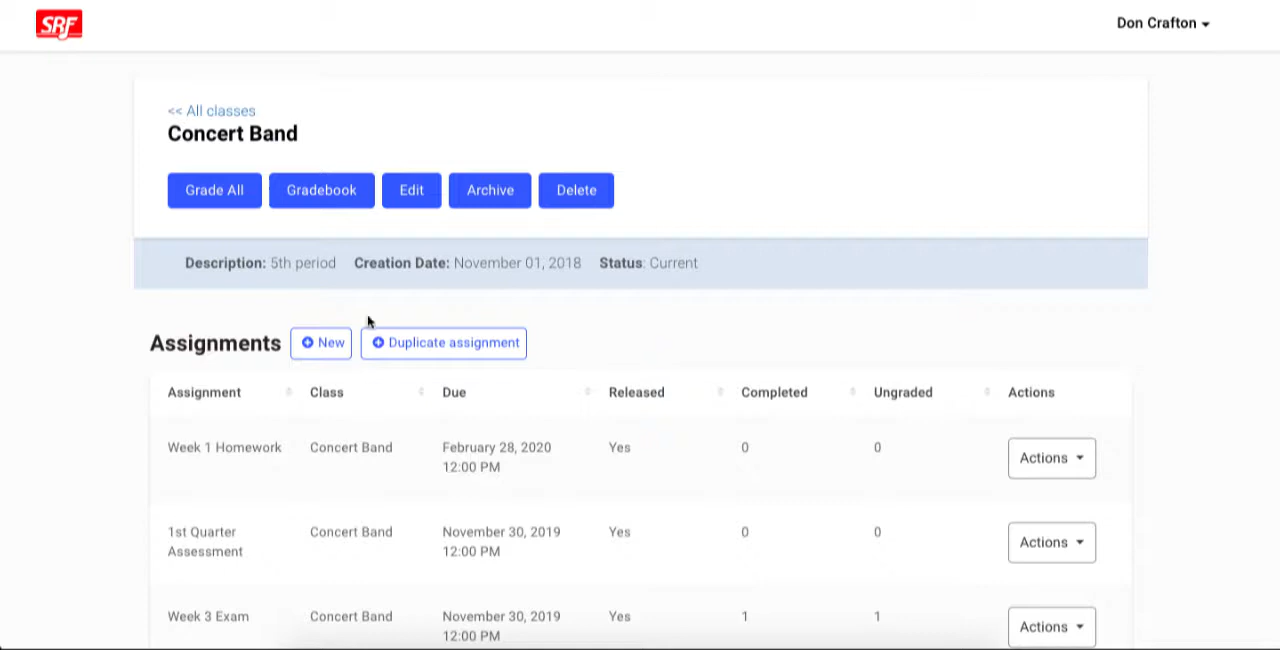 SRF
Don Crafton
<< All classes
Concert Band
Grade All Gradebook Edit Archive Delete
Description: 5th period Creation Date: November 01, 2018 Status: Current
Assignments New Duplicate assignment
Assignment Class Due Released Completed Ungraded Actions
Week 1 Homework Concert Band February 28, 2020 Yes 0 0 Actions
12:00 PM
1st Quarter Concert Band November 30, 2019 Yes 0 0 Actions
Assessment 12:00 PM
Week 3 Exam Concert Band November 30, 2019 Yes 1 1 Actions
12:00 PM